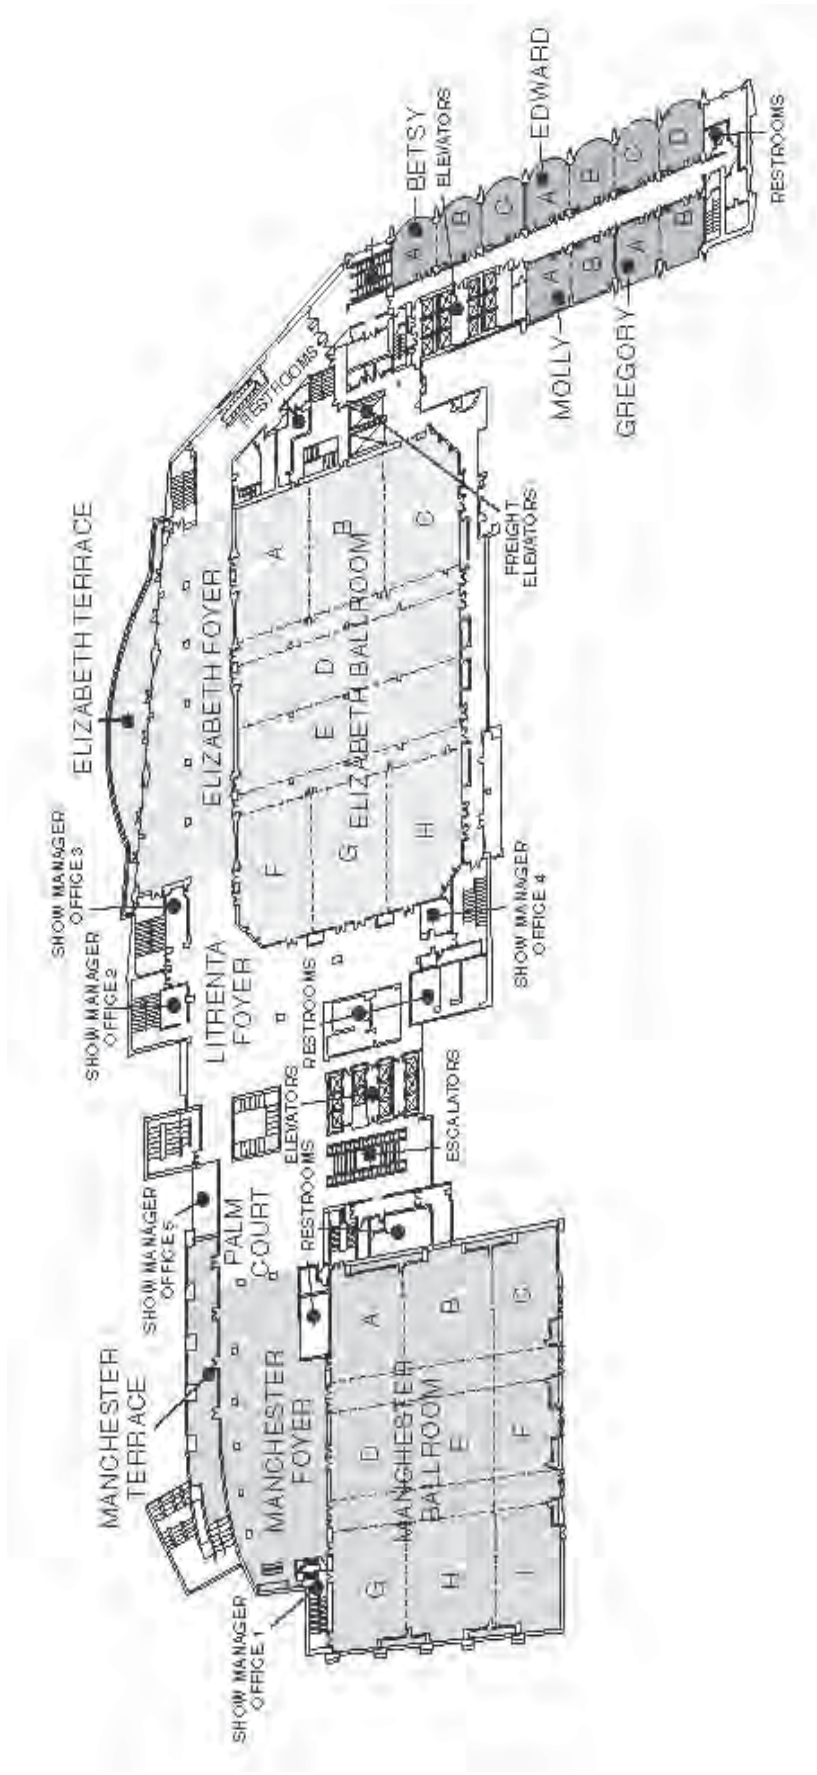 BETSY
ELEVATORS
A
B
C
EDWARD
A
B
C
D
RESTROOMS
MOLLY
A
B
GREGORY
A
B
RESTROOMS
FREIGHT
ELEVATORS
ELIZABETH TERRACE
ELIZABETH FOYER
ELIZABETH BALLROOM
A
B
C
D
E
F
G
H
SHOW MANAGER
OFFICE 3
SHOW MANAGER
OFFICE 2
SHOW MANAGER
OFFICE 4
LITRENTA
FOYER
RESTROOMS
ELEVATORS
ESCALATORS
RESTROOMS
PALM
COURT
SHOW MANAGER
OFFICE 5
MANCHESTER
TERRACE
MANCHESTER
FOYER
MANCHESTER
BALLROOM
A
B
C
D
E
F
G
H
I
SHOW MANAGER
OFFICE 1